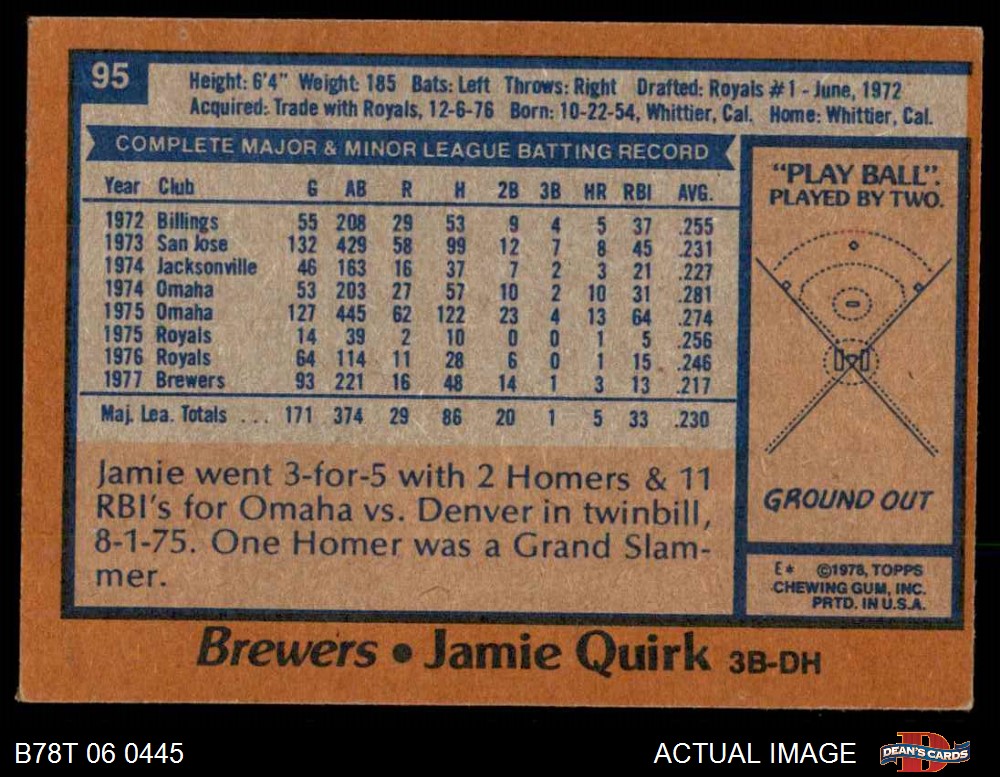 95
Height: 6'4" Weight: 185 Bats: Left Throws: Right Drafted: Royals #1 - June, 1972
Acquired: Trade with Royals, 12-6-76 Born: 10-22-54, Whittier, Cal. Home: Whittier, Cal.
COMPLETE MAJOR & MINOR LEAGUE BATTING RECORD
Year Club G AB R H 2B 3B HR RBI AVG.
1972 Billings 55 208 29 53 9 4 5 37 .255
1973 San Jose 132 429 58 99 12 7 8 45 .231
1974 Jacksonville 46 163 16 37 7 2 3 21 .227
1974 Omaha 53 203 27 57 10 2 10 31 .281
1975 Omaha 127 445 62 122 23 4 13 64 .274
1975 Royals 14 39 2 10 0 0 1 5 .256
1976 Royals 64 114 11 28 6 0 1 15 .246
1977 Brewers 93 221 16 48 14 1 3 13 .217
Maj. Lea. Totals ... 171 374 29 86 20 1 5 33 .230
Jamie went 3-for-5 with 2 Homers & 11
RBI's for Omaha vs. Denver in twinbill,
8-1-75. One Homer was a Grand Slam-
mer.
"PLAY BALL".
PLAYED BY TWO.
GROUND OUT
E* ©1978, TOPPS
CHEWING GUM, INC.
PRTD. IN U.S.A.
Brewers • Jamie Quirk 3B-DH
B78T 06 0445
ACTUAL IMAGE
D
DEAN'S CARDS